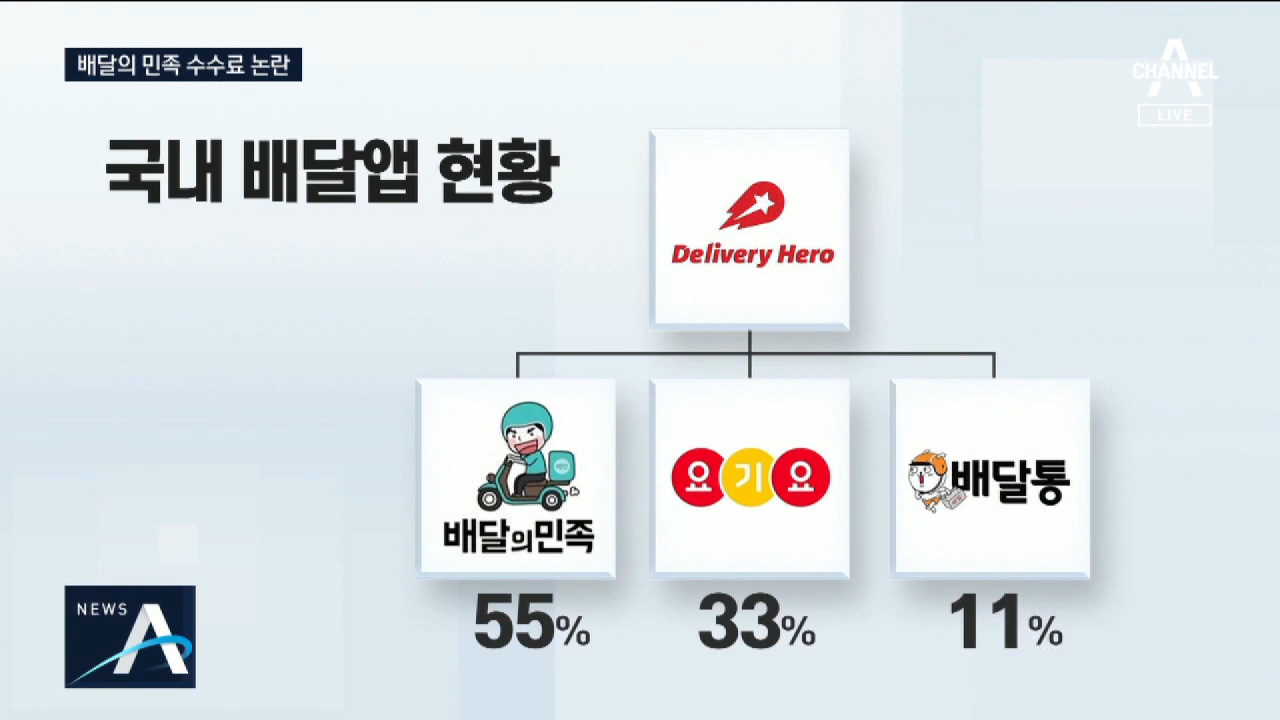 배달의 민족 수수료 논란
CHANNEL A
LIVE
국내 배달앱 현황
Delivery Hero
배달의민족
요기요
배달통
55%
33%
11%
NEWS A